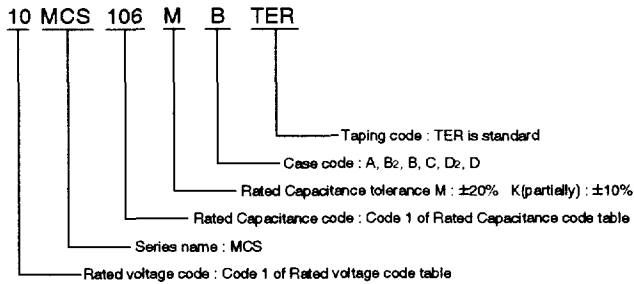 10 MCS 106 M B TER
Taping code : TER is standard
Case code : A, B2, B, C, D2, D
Rated Capacitance tolerance M : ±20% K(partially) : ±10%
Rated Capacitance code : Code 1 of Rated Capacitance code table
Series name : MCS
Rated voltage code : Code 1 of Rated voltage code table